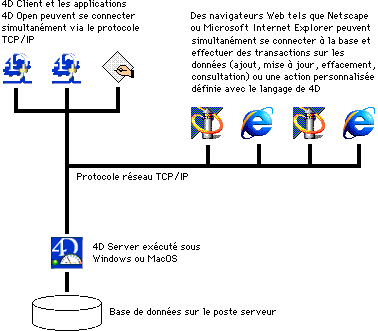 4D Client et les applications
4D Open peuvent se connecter
simultanément via le protocole
TCP/IP
Des navigateurs Web tels que Netscape
ou Microsoft Internet Explorer peuvent
simultanément se connecter à la base et
effectuer des transactions sur les
données (ajout, mise à jour, effacement,
consultation) ou une action personnalisée
définie avec le langage de 4D
Protocole réseau TCP/IP
4D
4D Server exécuté sous
Windows ou MacOS
Base de données sur le poste serveur